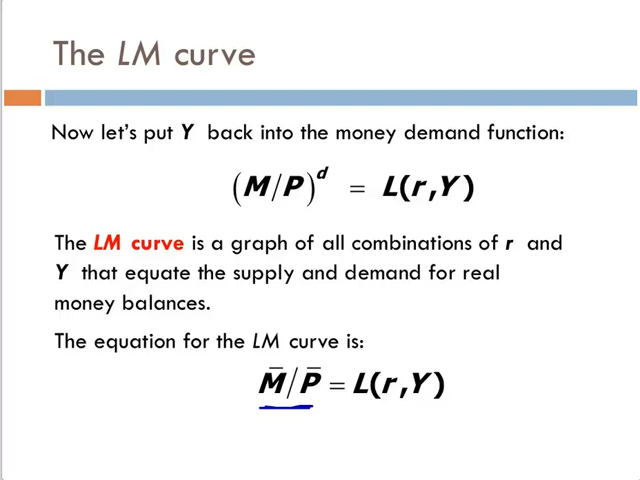 The LM curve
Now let's put Y back into the money demand function:
(M/P)ᵈ = L(r,Y)
The LM curve is a graph of all combinations of r and
Y that equate the supply and demand for real
money balances.
The equation for the LM curve is:
M̄/P̄ = L(r,Y)